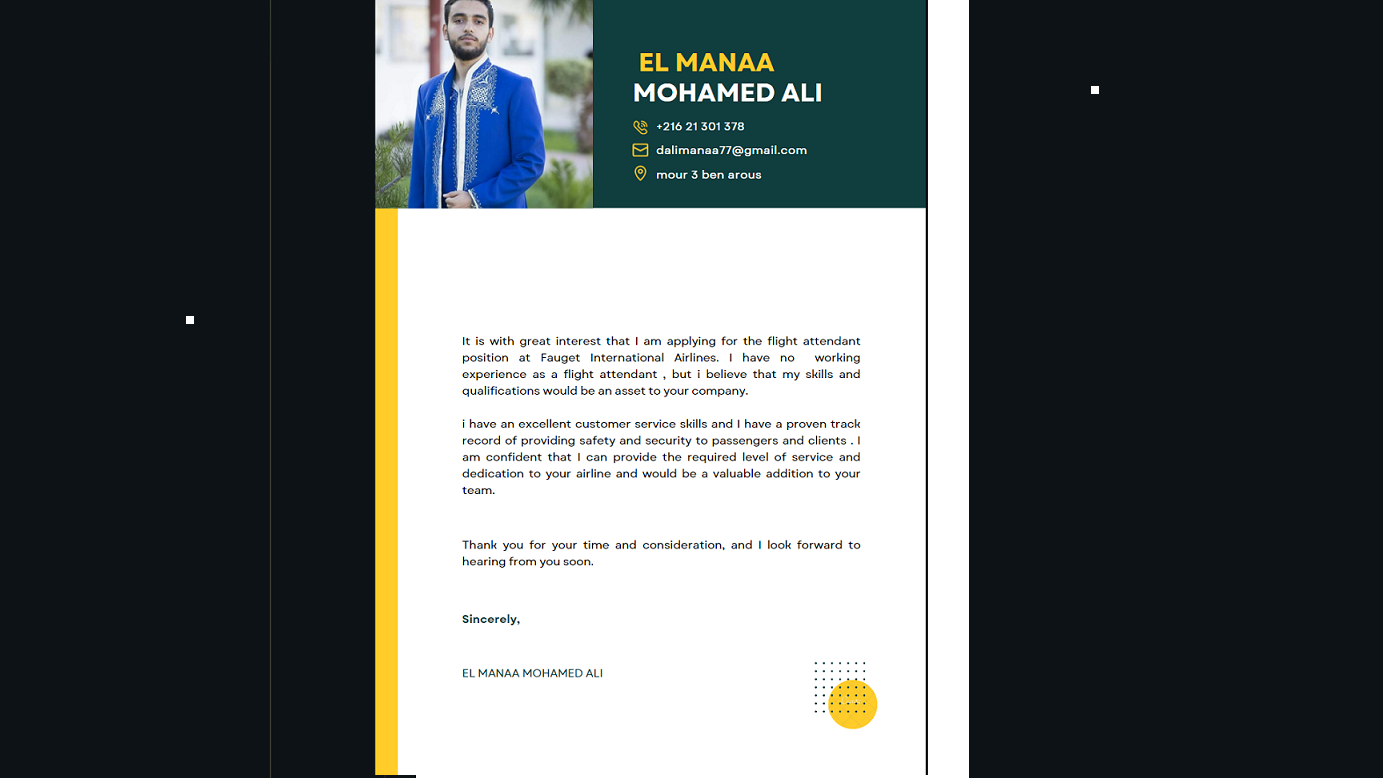 EL MANAA
MOHAMED ALI
+216 21 301 378
dalimanaa77@gmail.com
mour 3 ben arous
It is with great interest that I am applying for the flight attendant
position at Fauget International Airlines. I have no working
experience as a flight attendant , but i believe that my skills and
qualifications would be an asset to your company.
i have an excellent customer service skills and I have a proven track
record of providing safety and security to passengers and clients . I
am confident that I can provide the required level of service and
dedication to your airline and would be a valuable addition to your
team.
Thank you for your time and consideration, and I look forward to
hearing from you soon.
Sincerely,
EL MANAA MOHAMED ALI